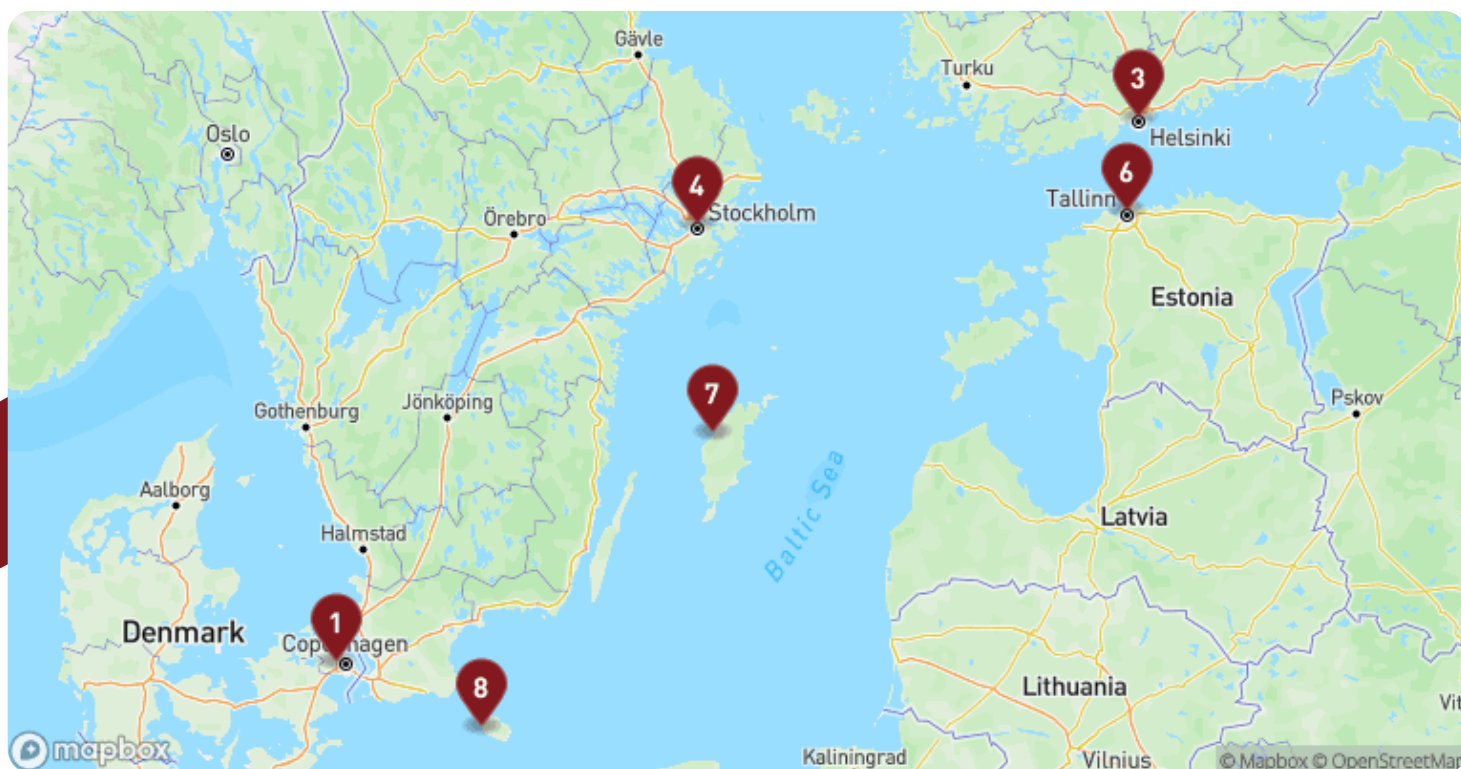 Gävle
Turku
3
Oslo
Helsinki
4
6
Tallinn
Örebro
Stockholm
Estonia
7
Pskov
Gothenburg
Jönköping
Aalborg
Baltic Sea
Latvia
Halmstad
1
Denmark
8
Lithuania
mapbox
Kaliningrad
Vilnius
© Mapbox © OpenStreetMap